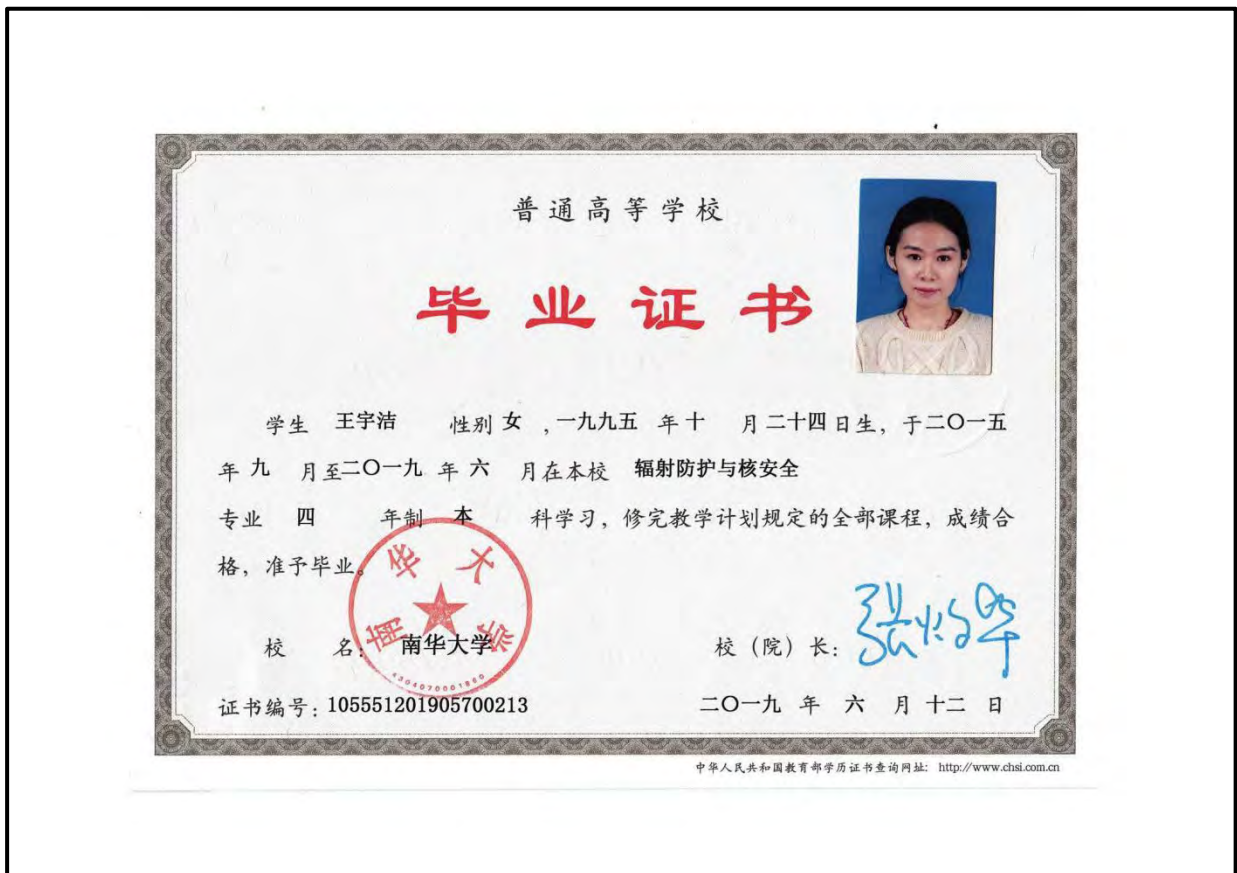 普通高等学校
毕业证书
学生 王宇洁 性别 女 ,一九九五 年 十 月 二十四 日生，于二〇一五
年 九 月至二〇一九 年 六 月在本校 辐射防护与核安全
专业 四 年制 本 科学习，修完教学计划规定的全部课程，成绩合
格，准予毕业。
南华大学
校 名： 南华大学 校（院）长：
证书编号：105551201905700213 二〇一九 年 六 月 十二 日
中华人民共和国教育部学历证书查询网址： http://www.chsi.com.cn